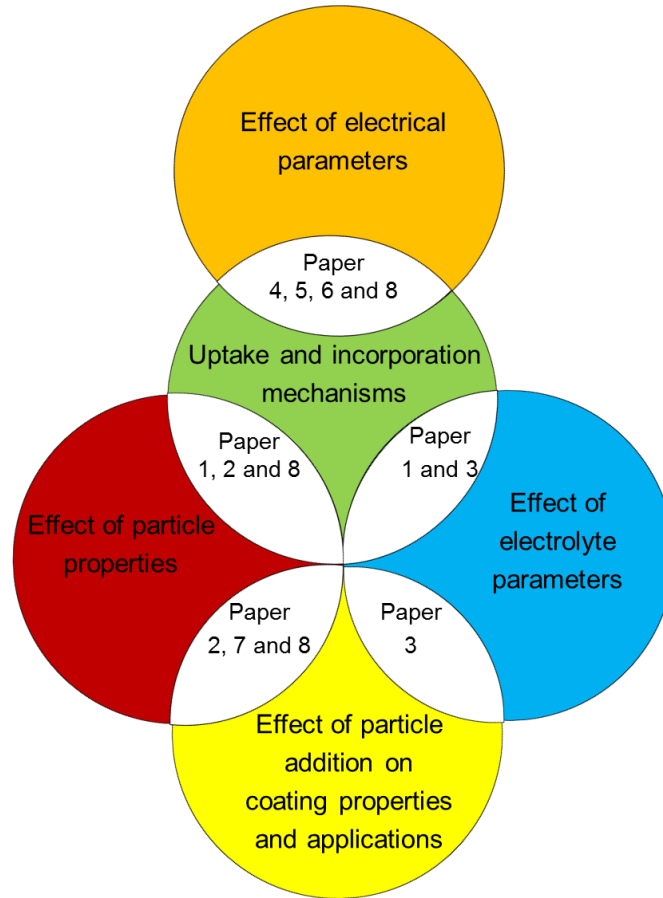 Effect of electrical
parameters
Paper
4, 5, 6 and 8
Uptake and incorporation
mechanisms
Paper
1, 2 and 8
Paper
1 and 3
Effect of particle
properties
Effect of
electrolyte
parameters
Paper
2, 7 and 8
Paper
3
Effect of particle
addition on
coating properties
and applications